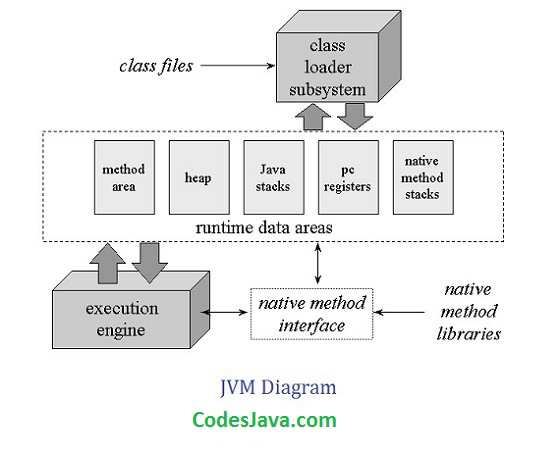 class
loader
subsystem
class files
method
area
heap
Java
stacks
pc
registers
native
method
stacks
runtime data areas
execution
engine
native method
interface
native
method
libraries
JVM Diagram
CodesJava.com